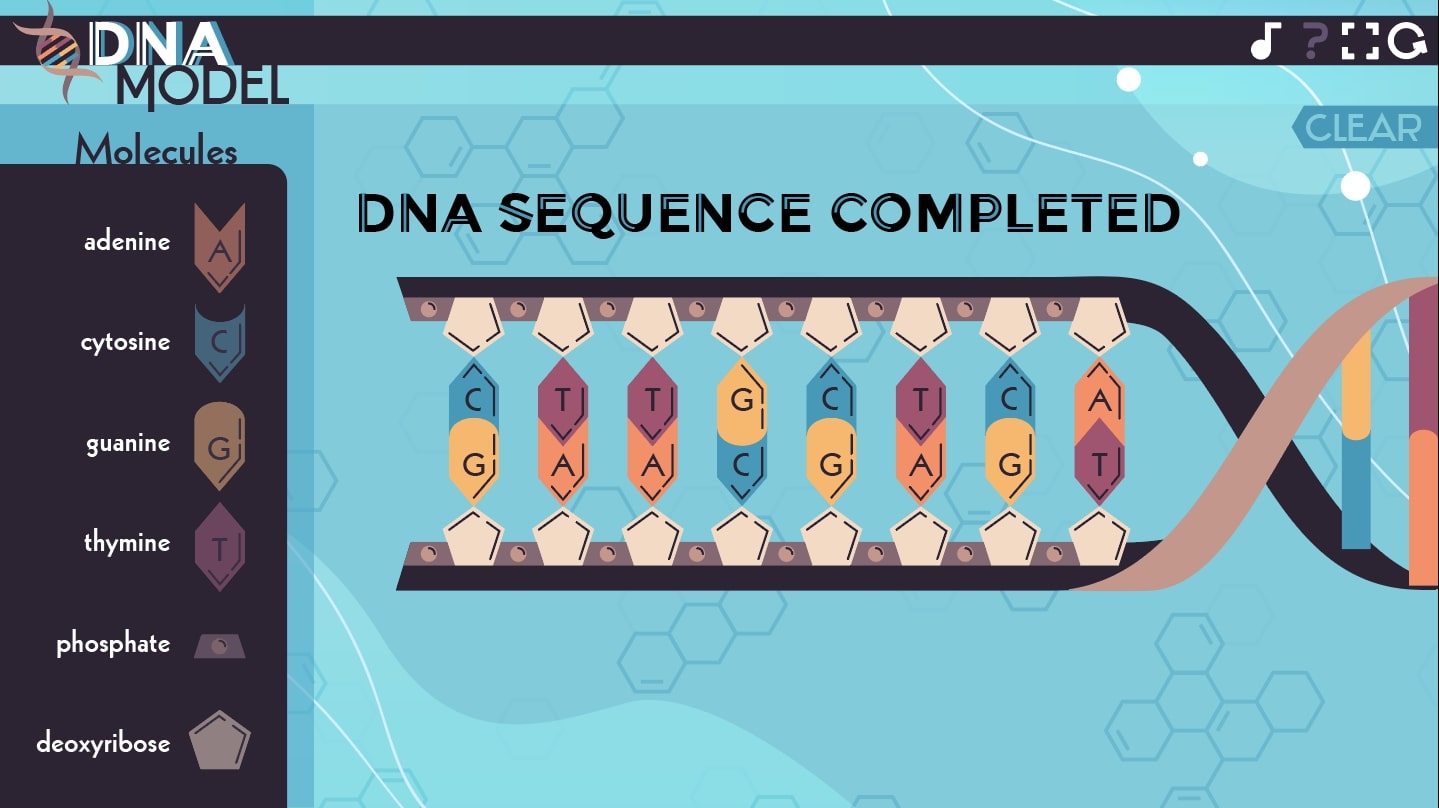 DNA
MODEL
?
CLEAR
Molecules
adenine A
cytosine C
guanine G
thymine T
phosphate
deoxyribose
DNA SEQUENCE COMPLETED
C T T G C T C A
G A A C G A G T